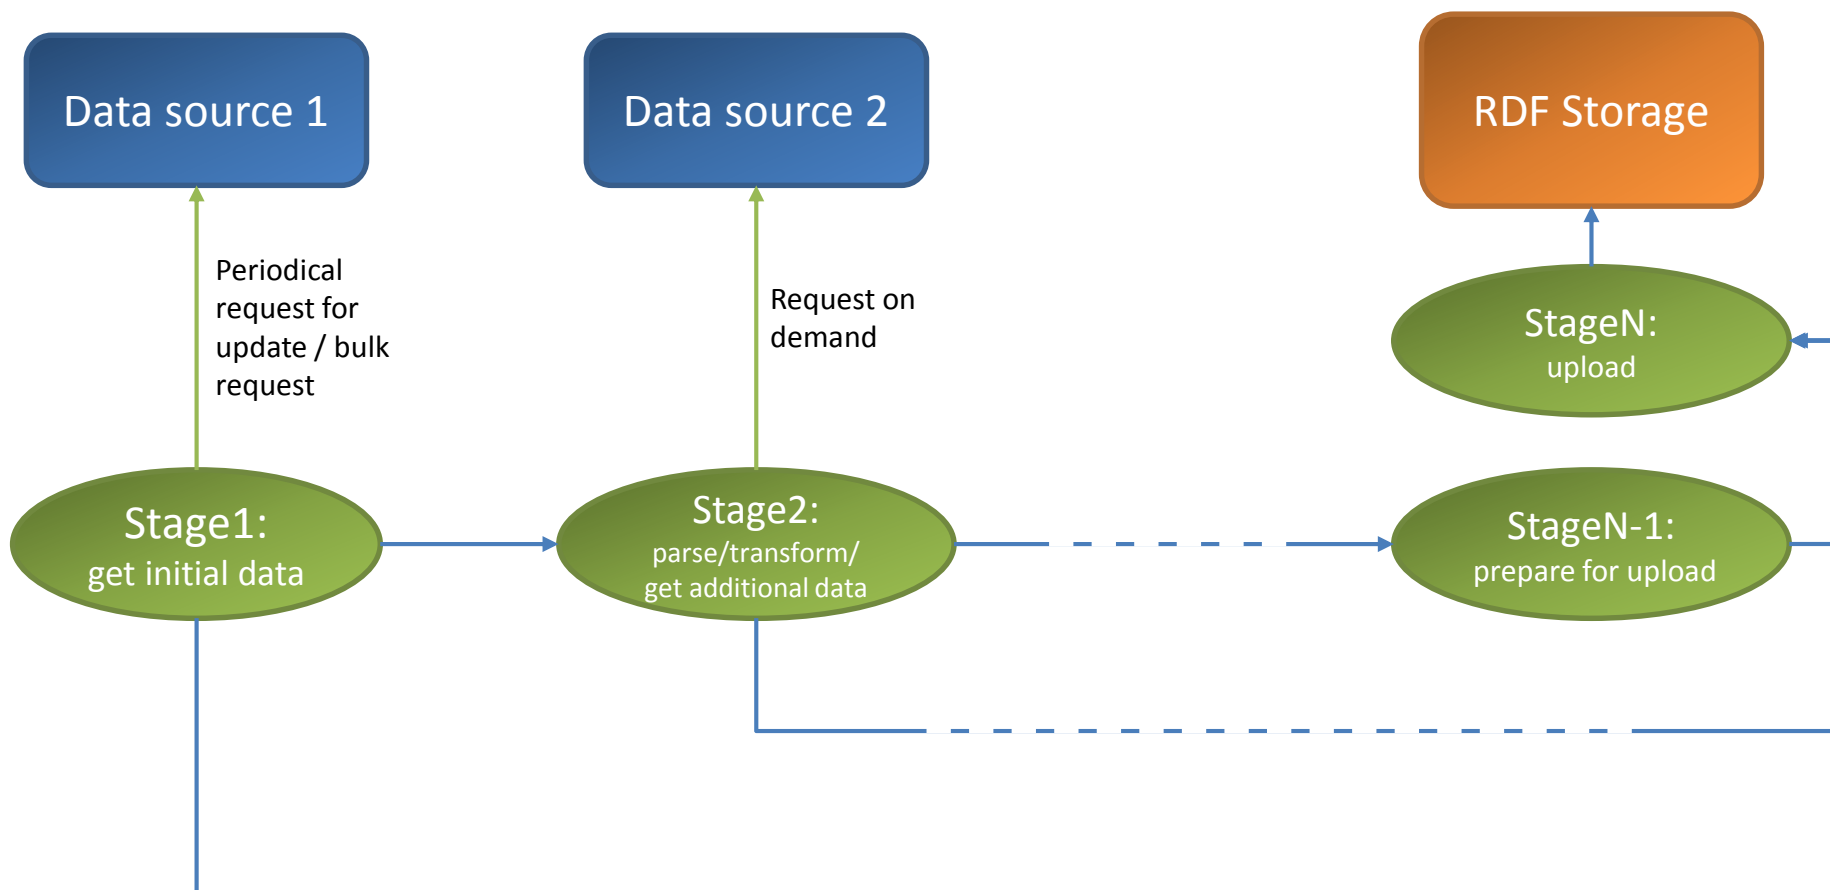 Data source 1
Data source 2
RDF Storage
Periodical
request for
update / bulk
request
Request on
demand
StageN:
upload
Stage1:
get initial data
Stage2:
parse/transform/
get additional data
StageN-1:
prepare for upload